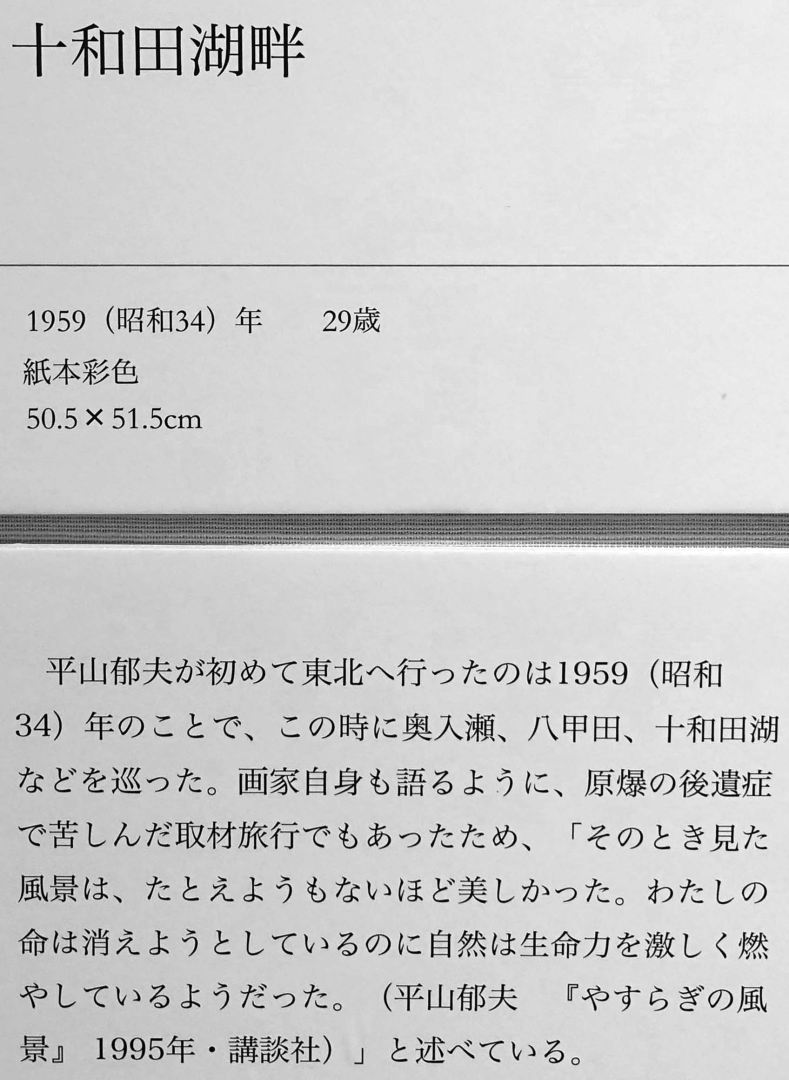 十和田湖畔
1959（昭和34）年　　29歳
紙本彩色
50.5×51.5cm
　平山郁夫が初めて東北へ行ったのは1959（昭和
34）年のことで、この時に奥入瀬、八甲田、十和田湖
などを巡った。画家自身も語るように、原爆の後遺症
で苦しんだ取材旅行でもあったため、「そのとき見た
風景は、たとえようもないほど美しかった。わたしの
命は消えようとしているのに自然は生命力を激しく燃
やしているようだった。（平山郁夫　『やすらぎの風
景』 1995年・講談社）」と述べている。